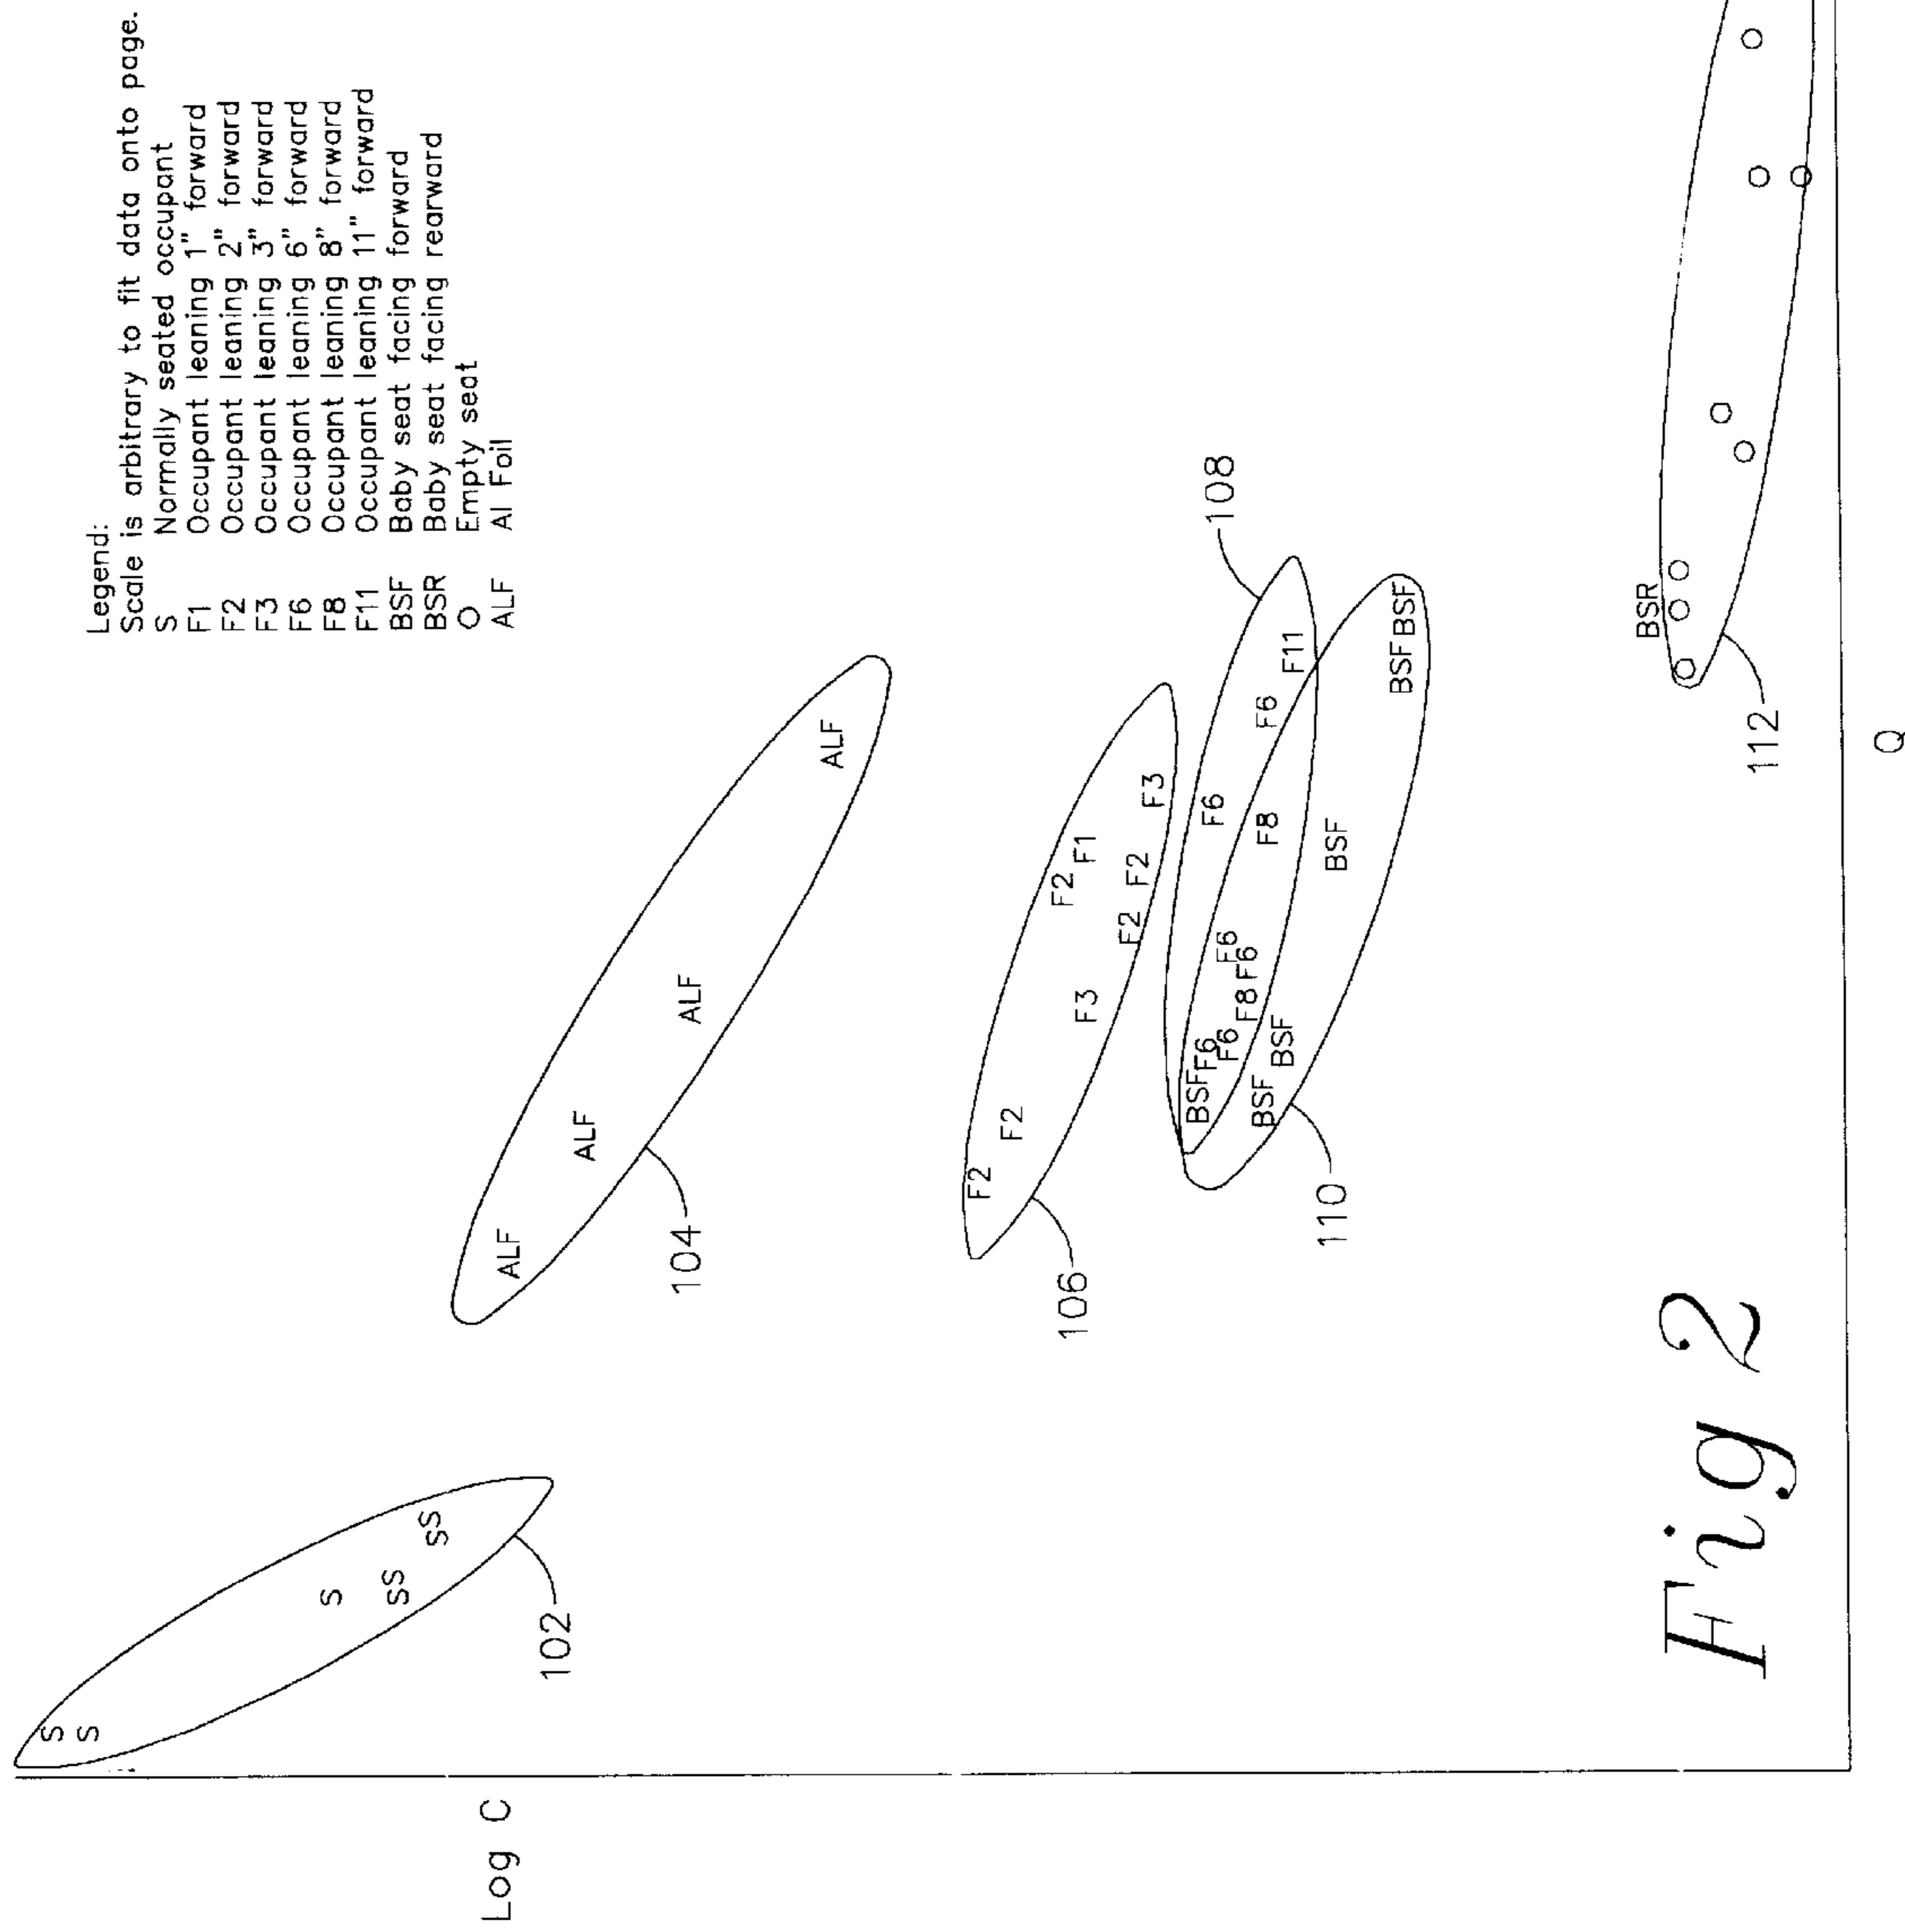 Legend:
Scale is arbitrary to fit data onto page.
S Normally seated occupant
F1 Occupant leaning 1" forward
F2 Occupant leaning 2" forward
F3 Occupant leaning 3" forward
F6 Occupant leaning 6" forward
F8 Occupant leaning 8" forward
F11 Occupant leaning 11" forward
BSF Baby seat facing forward
BSR Baby seat facing rearward
O Empty seat
ALF Al Foil
Log C
S
S
S
SS
SS
102
ALF
ALF
ALF
ALF
104
F2
F2
F3
F2
F2
F2
F1
F3
106
108
BSF
F6
F6
F8
F6
F6
F6
F8
F6
F11
BSF
BSF
BSF
BSF
BSF
110
BSR
O
O
O
O
O
O
O
O
112
Q
Fig 2